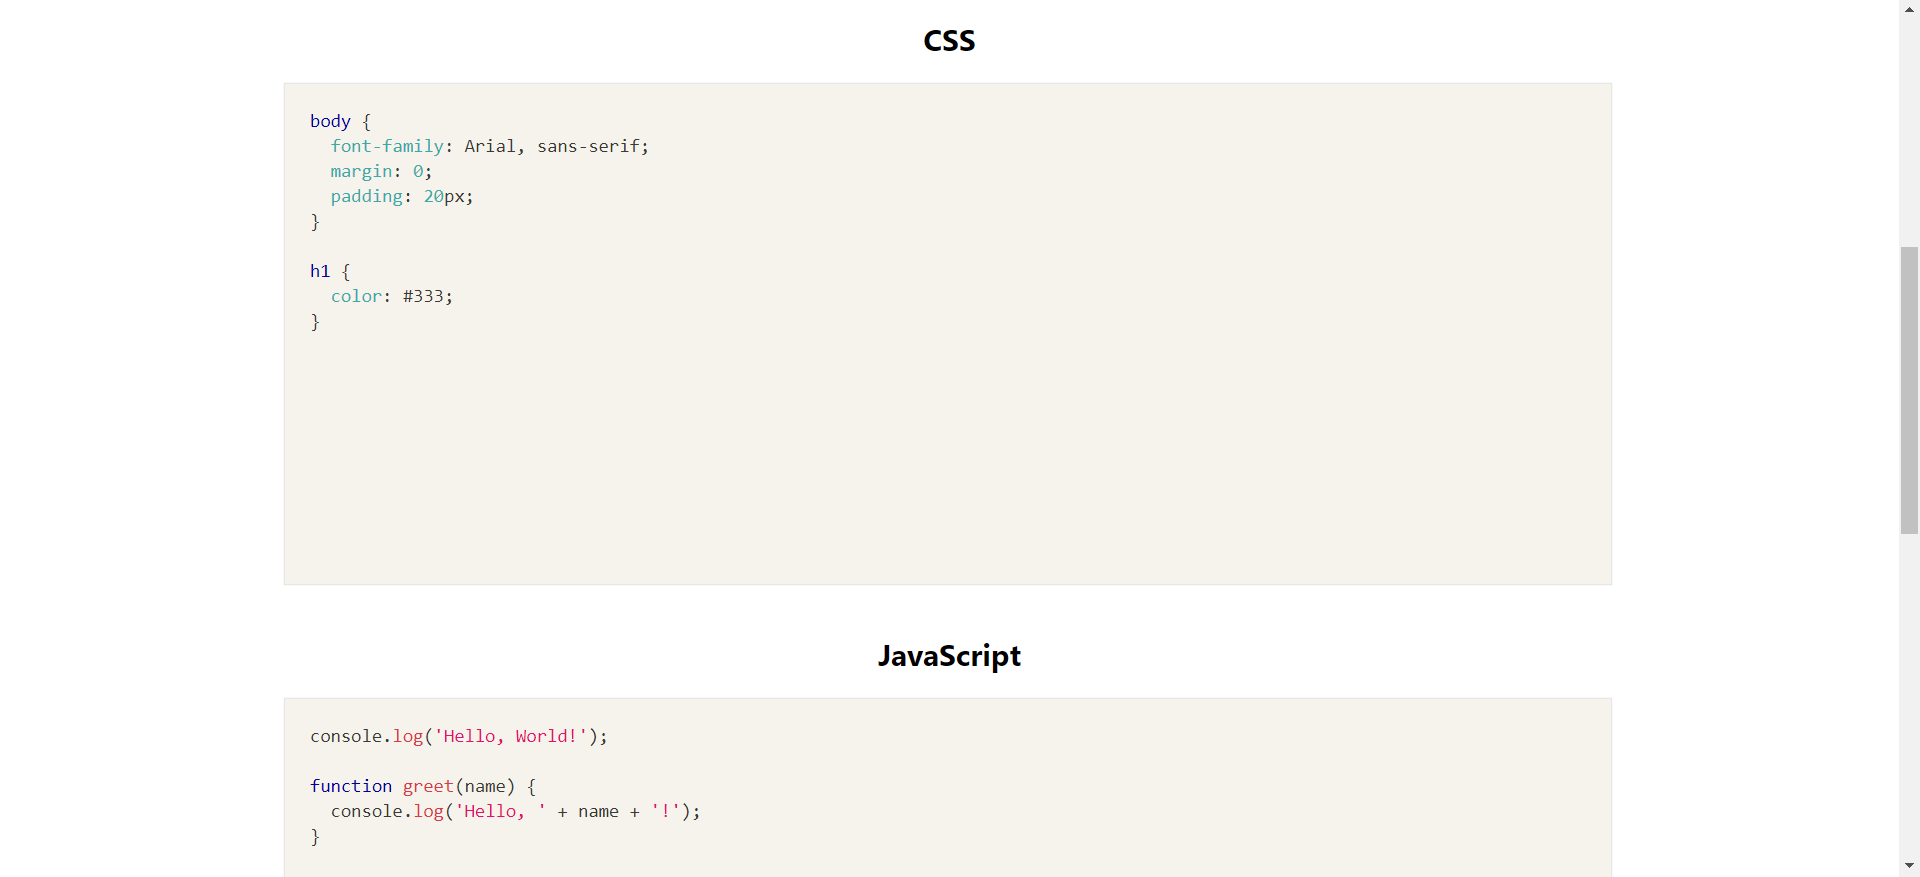 CSS
body {
  font-family: Arial, sans-serif;
  margin: 0;
  padding: 20px;
}
h1 {
  color: #333;
}
JavaScript
console.log('Hello, World!');
function greet(name) {
  console.log('Hello, ' + name + '!');
}